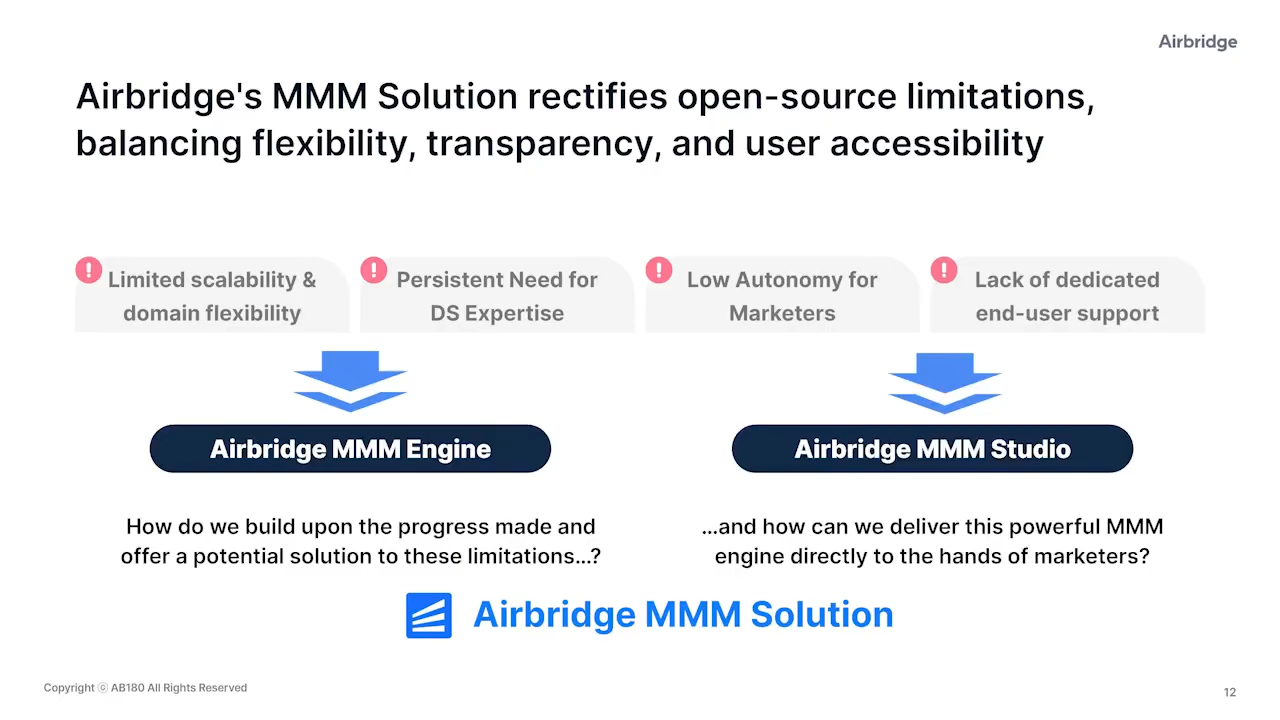 Airbridge
Airbridge's MMM Solution rectifies open-source limitations,
balancing flexibility, transparency, and user accessibility
Limited scalability &
domain flexibility
Persistent Need for
DS Expertise
Low Autonomy for
Marketers
Lack of dedicated
end-user support
Airbridge MMM Engine
Airbridge MMM Studio
How do we build upon the progress made and
offer a potential solution to these limitations...?
...and how can we deliver this powerful MMM
engine directly to the hands of marketers?
Airbridge MMM Solution
Copyright ⓒ AB180 All Rights Reserved
12